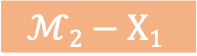 ℳ₂ − X₁